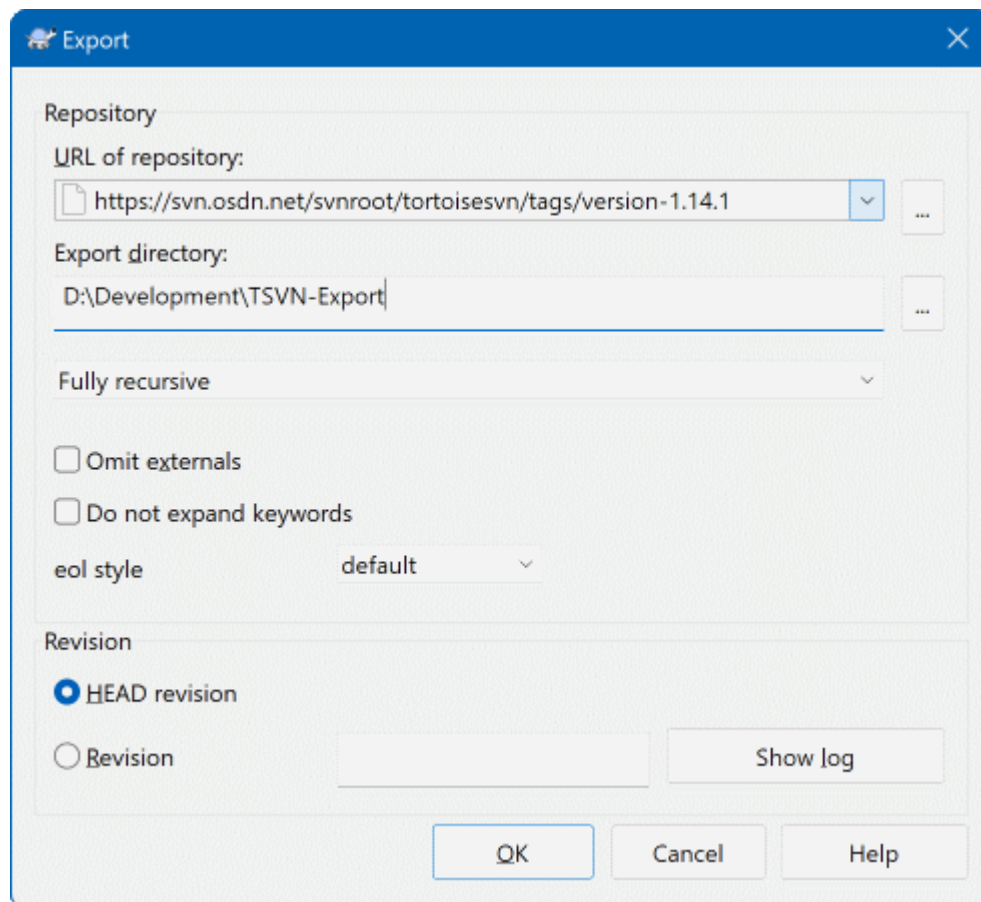 Export
Repository
URL of repository:
https://svn.osdn.net/svnroot/tortoisesvn/tags/version-1.14.1
...
Export directory:
D:\Development\TSVN-Export
...
Fully recursive
Omit externals
Do not expand keywords
eol style default
Revision
HEAD revision
Revision Show log
OK Cancel Help